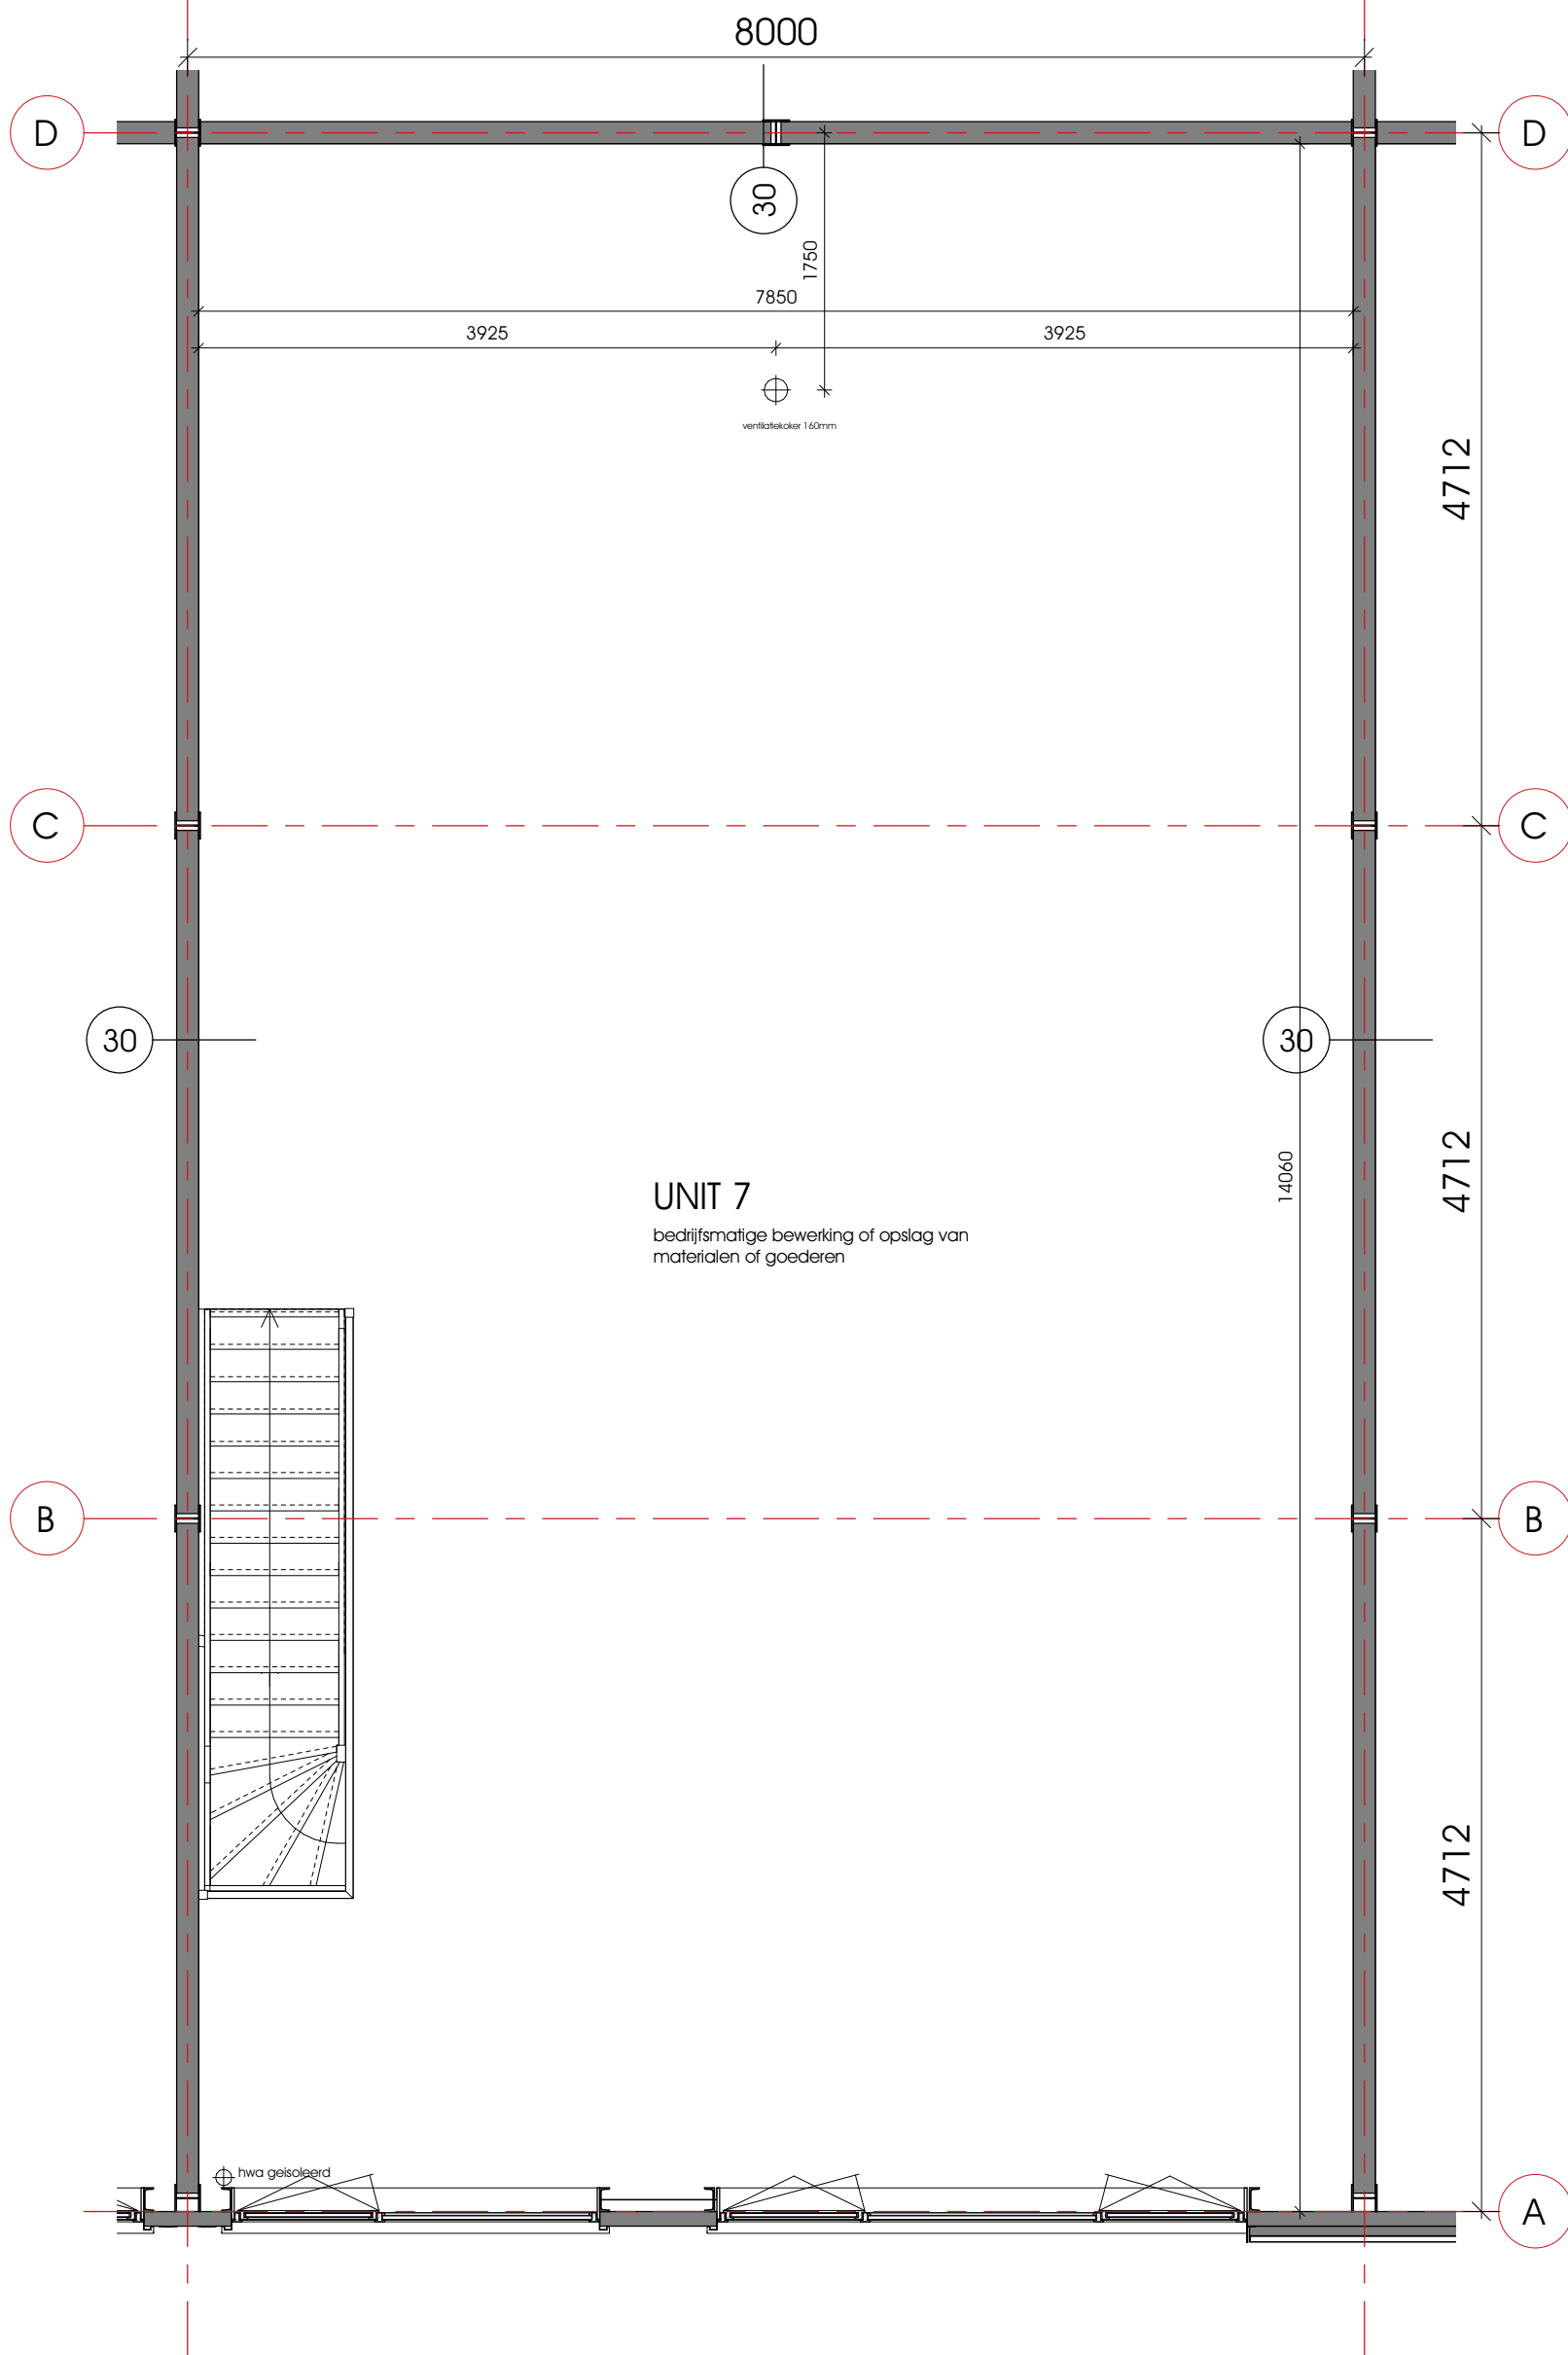 8000
D
D
30
1750
7850
3925
3925
ventilatiekoker 160mm
4712
C
C
30
30
4712
14060
UNIT 7
bedrijfsmatige bewerking of opslag van
materialen of goederen
B
B
4712
hwa geisoleerd
A